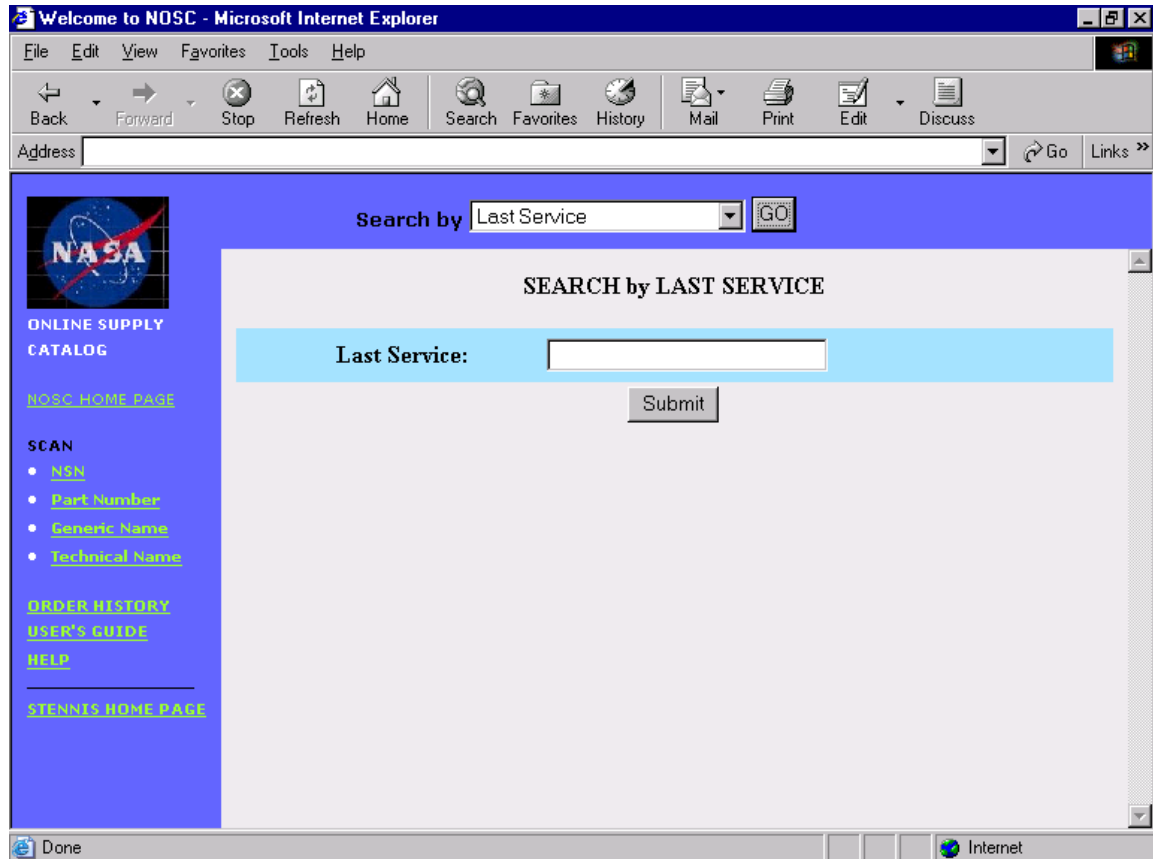 Welcome to NOSC - Microsoft Internet Explorer
File Edit View Favorites Tools Help
Back Forward Stop Refresh Home Search Favorites History Mail Print Edit Discuss
Address Go Links »
Search by Last Service GO
NASA
ONLINE SUPPLY
CATALOG
SEARCH by LAST SERVICE
Last Service:
Submit
NOSC HOME PAGE
SCAN
• NSN
• Part Number
• Generic Name
• Technical Name
ORDER HISTORY
USER'S GUIDE
HELP
STENNIS HOME PAGE
Done Internet